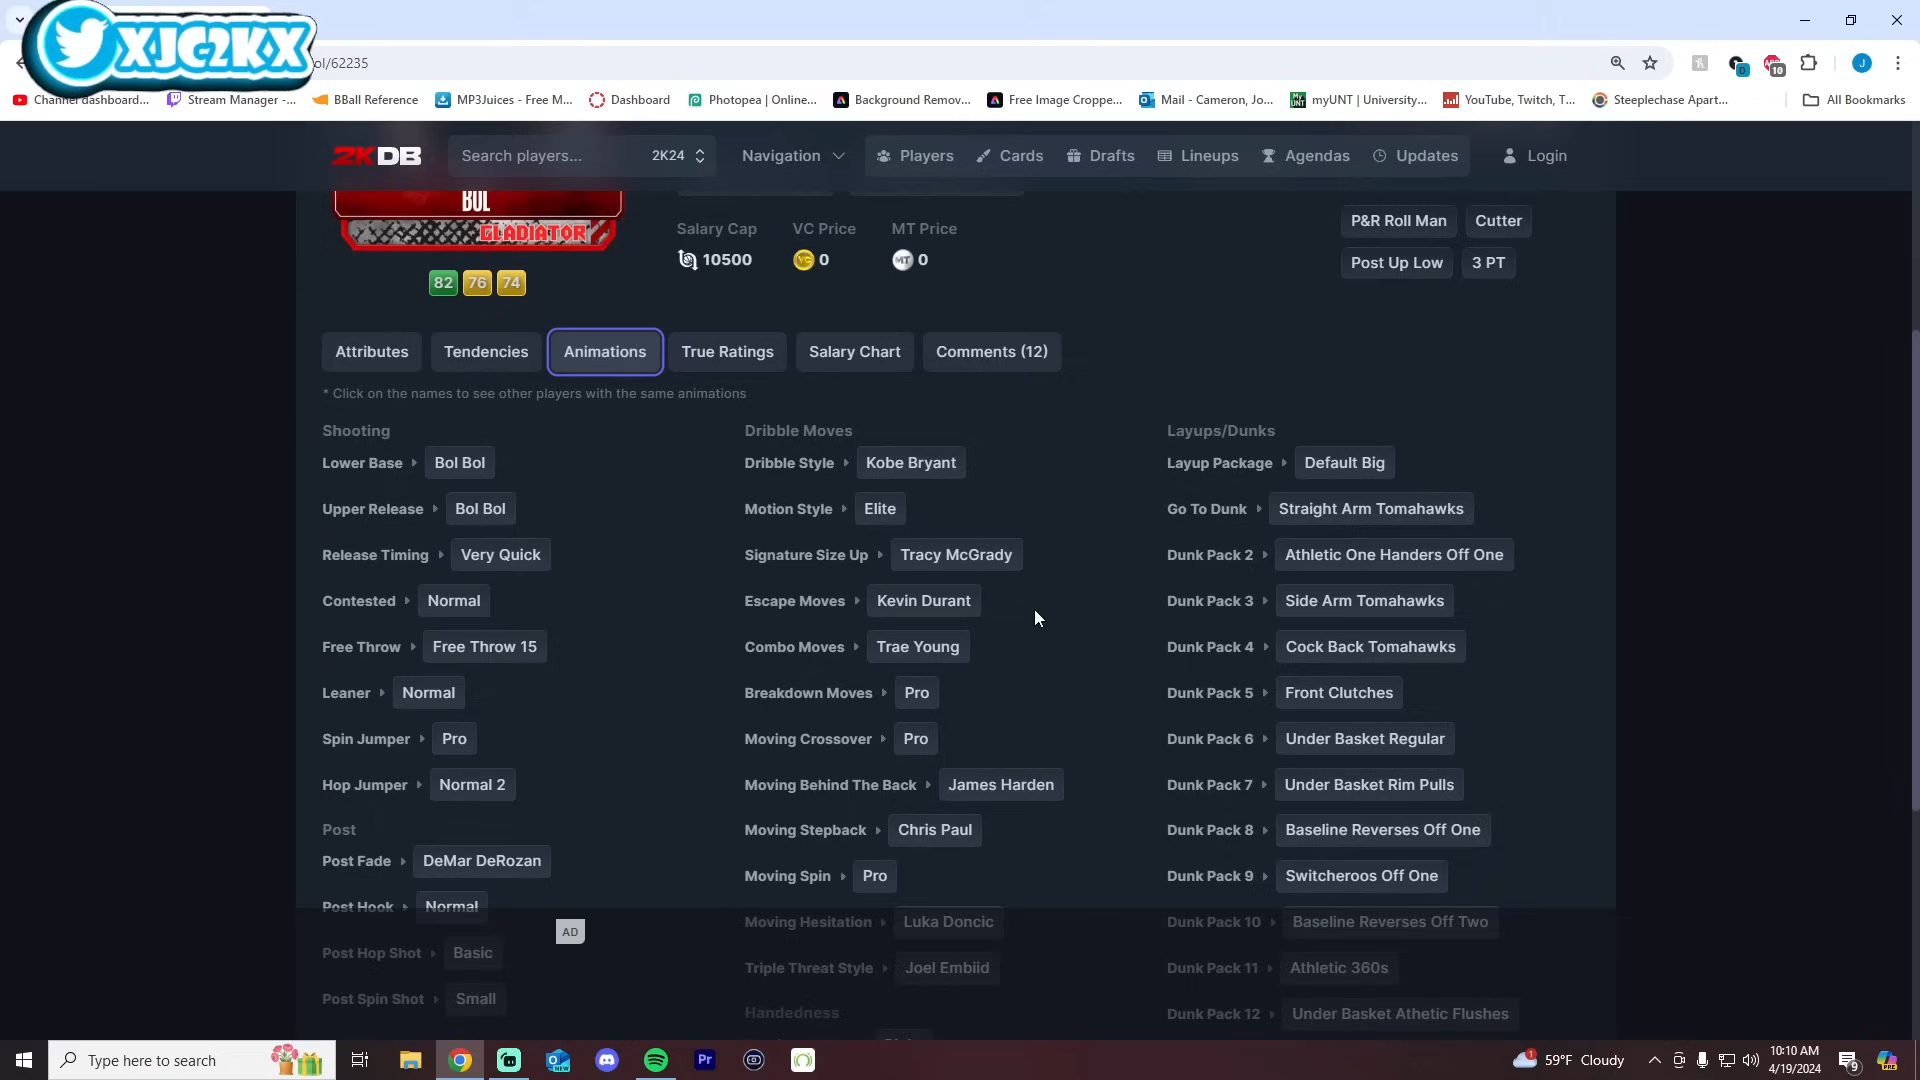 XJC2KX
ol/62235
Channel dashboard... Stream Manager -... BBall Reference MP3Juices - Free M... Dashboard Photopea | Online... Background Remov... Free Image Croppe... Mail - Cameron, Jo... myUNT | University... YouTube, Twitch, T... Steeplechase Apart... All Bookmarks
2KDB Search players... 2K24 Navigation Players Cards Drafts Lineups Agendas Updates Login
BOL
GLADIATOR
82 76 74
Salary Cap VC Price MT Price
10500 0 0
P&R Roll Man Cutter
Post Up Low 3 PT
Attributes Tendencies Animations True Ratings Salary Chart Comments (12)
* Click on the names to see other players with the same animations
Shooting
Lower Base Bol Bol
Upper Release Bol Bol
Release Timing Very Quick
Contested Normal
Free Throw Free Throw 15
Leaner Normal
Spin Jumper Pro
Hop Jumper Normal 2
Post
Post Fade DeMar DeRozan
Post Hook Normal
Post Hop Shot Basic
Post Spin Shot Small
AD
Dribble Moves
Dribble Style Kobe Bryant
Motion Style Elite
Signature Size Up Tracy McGrady
Escape Moves Kevin Durant
Combo Moves Trae Young
Breakdown Moves Pro
Moving Crossover Pro
Moving Behind The Back James Harden
Moving Stepback Chris Paul
Moving Spin Pro
Moving Hesitation Luka Doncic
Triple Threat Style Joel Embiid
Handedness
Layups/Dunks
Layup Package Default Big
Go To Dunk Straight Arm Tomahawks
Dunk Pack 2 Athletic One Handers Off One
Dunk Pack 3 Side Arm Tomahawks
Dunk Pack 4 Cock Back Tomahawks
Dunk Pack 5 Front Clutches
Dunk Pack 6 Under Basket Regular
Dunk Pack 7 Under Basket Rim Pulls
Dunk Pack 8 Baseline Reverses Off One
Dunk Pack 9 Switcheroos Off One
Dunk Pack 10 Baseline Reverses Off Two
Dunk Pack 11 Athletic 360s
Dunk Pack 12 Under Basket Athetic Flushes
Type here to search
59°F Cloudy
10:10 AM
4/19/2024